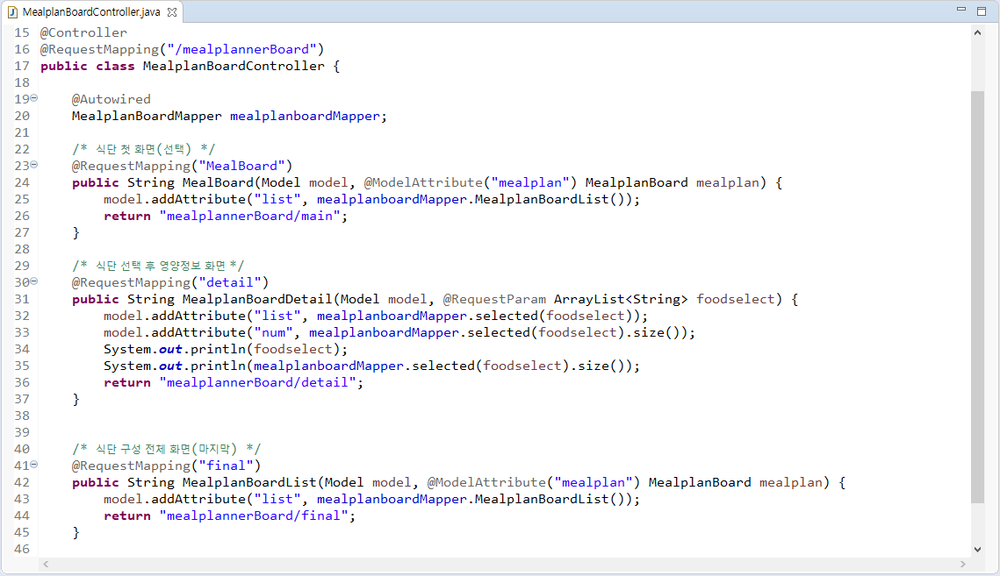 MealplanBoardController.java
15 @Controller
16 @RequestMapping("/mealplannerBoard")
17 public class MealplanBoardController {
18
19 @Autowired
20 MealplanBoardMapper mealplanboardMapper;
21
22 /* 식단 첫 화면(선택) */
23 @RequestMapping("MealBoard")
24 public String MealBoard(Model model, @ModelAttribute("mealplan") MealplanBoard mealplan) {
25 model.addAttribute("list", mealplanboardMapper.MealplanBoardList());
26 return "mealplannerBoard/main";
27 }
28
29 /* 식단 선택 후 영양정보 화면 */
30 @RequestMapping("detail")
31 public String MealplanBoardDetail(Model model, @RequestParam ArrayList<String> foodselect) {
32 model.addAttribute("list", mealplanboardMapper.selected(foodselect));
33 model.addAttribute("num", mealplanboardMapper.selected(foodselect).size());
34 System.out.println(foodselect);
35 System.out.println(mealplanboardMapper.selected(foodselect).size());
36 return "mealplannerBoard/detail";
37 }
38
39
40 /* 식단 구성 전체 화면(마지막) */
41 @RequestMapping("final")
42 public String MealplanBoardList(Model model, @ModelAttribute("mealplan") MealplanBoard mealplan) {
43 model.addAttribute("list", mealplanboardMapper.MealplanBoardList());
44 return "mealplannerBoard/final";
45 }
46